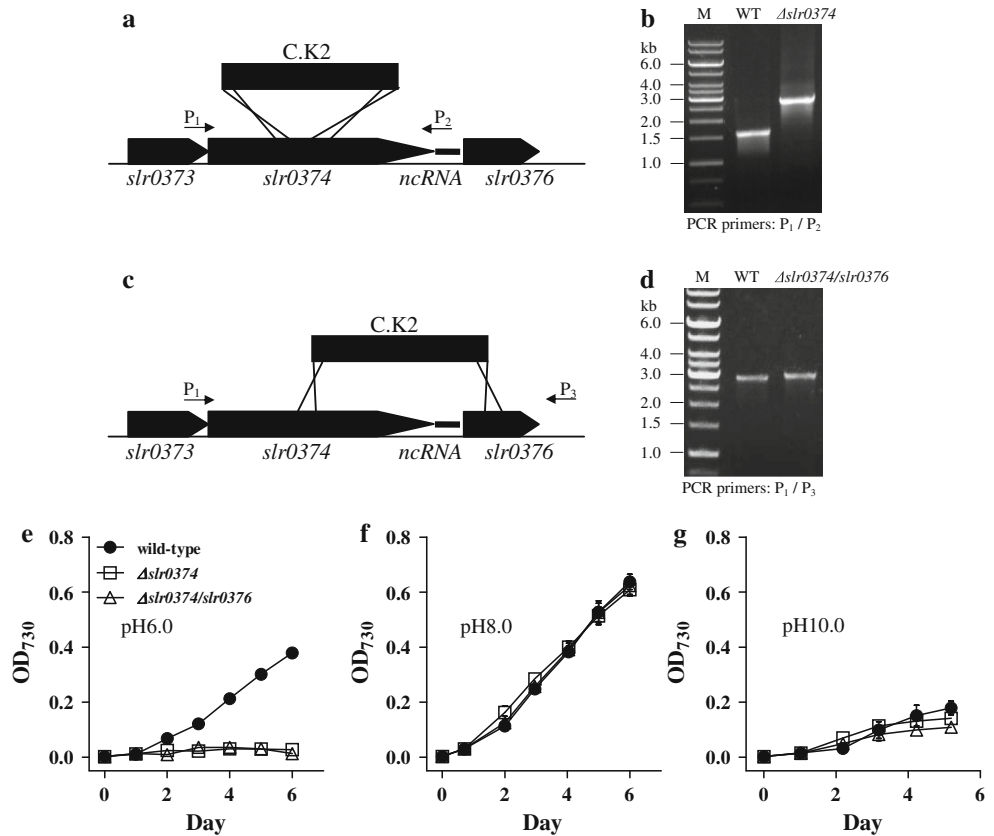 a
C.K2
P1
P2
slr0373
slr0374
ncRNA
slr0376
b
M WT Δslr0374
kb
6.0
4.0
3.0
2.0
1.5
1.0
PCR primers: P1 / P2
c
C.K2
P1
P3
slr0373
slr0374
ncRNA
slr0376
d
M WT Δslr0374/slr0376
kb
6.0
4.0
3.0
2.0
1.5
1.0
PCR primers: P1 / P3
e
0.8
0.6
0.4
0.2
0.0
OD730
wild-type
Δslr0374
Δslr0374/slr0376
pH6.0
0 2 4 6
Day
f
0.8
0.6
0.4
0.2
0.0
OD730
pH8.0
0 2 4 6
Day
g
0.8
0.6
0.4
0.2
0.0
OD730
pH10.0
0 2 4 6
Day